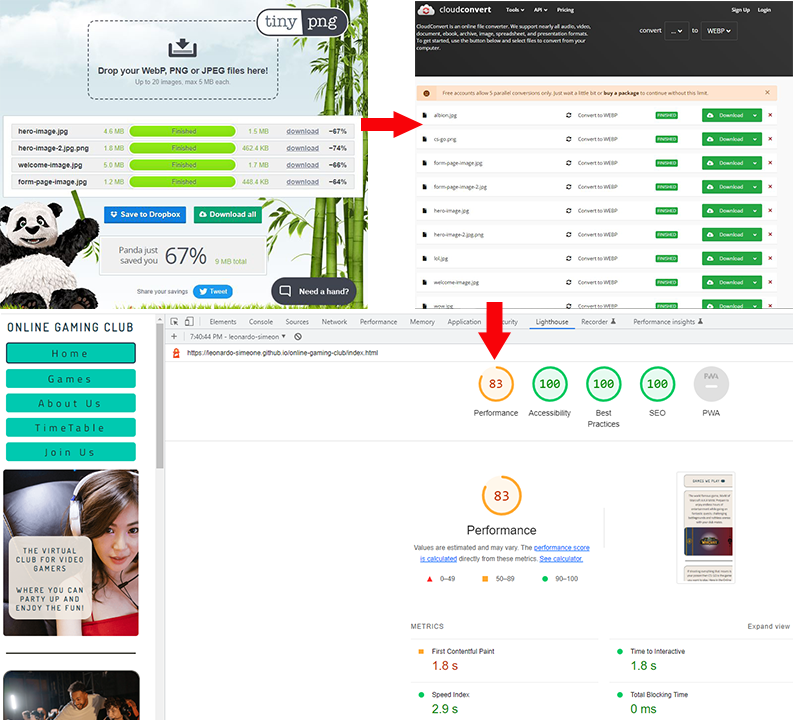 tiny png
Drop your WebP, PNG or JPEG files here!
Up to 20 images, max 5 MB each.
hero-image.jpg 4.6 MB Finished 1.5 MB download −67%
hero-image-2.jpg.png 1.8 MB Finished 462.4 KB download −74%
welcome-image.jpg 5.0 MB Finished 1.7 MB download −66%
form-page-image.jpg 1.2 MB Finished 448.4 KB download −64%
Save to Dropbox Download all
Panda just
saved you 67% 9 MB total
Share your savings Tweet
Need a hand?
cloudconvert Tools API Pricing Sign Up Login
CloudConvert is an online file converter. We support nearly all audio, video,
document, ebook, archive, image, spreadsheet, and presentation formats.
To get started, use the button below and select files to convert from your
computer.
convert ... to WEBP
Free accounts allow 5 parallel conversions only. Just wait a little bit or buy a package to continue without this limit.
albion.jpg Convert to WEBP FINISHED Download
cs-go.png Convert to WEBP FINISHED Download
form-page-image.jpg Convert to WEBP FINISHED Download
form-page-image-2.jpg Convert to WEBP FINISHED Download
hero-image.jpg Convert to WEBP FINISHED Download
hero-image-2.jpg.png Convert to WEBP FINISHED Download
lol.jpg Convert to WEBP FINISHED Download
welcome-image.jpg Convert to WEBP FINISHED Download
wow.jpg Convert to WEBP FINISHED Download
ONLINE GAMING CLUB
Home
Games
About Us
TimeTable
Join Us
THE VIRTUAL
CLUB FOR VIDEO
GAMERS
WHERE YOU CAN
PARTY UP AND
ENJOY THE FUN!
Elements Console Sources Network Performance Memory Application Lighthouse Recorder Performance insights
7:40:44 PM - leonardo-simeone
https://leonardo-simeone.github.io/online-gaming-club/index.html
83 100 100 100 PWA
Performance Accessibility Best
Practices SEO PWA
83
Performance
Values are estimated and may vary. The performance score
is calculated directly from these metrics. See calculator.
0–49 50–89 90–100
GAMES WE PLAY
METRICS Expand view
First Contentful Paint
1.8 s
Time to Interactive
1.8 s
Speed Index
2.9 s
Total Blocking Time
0 ms